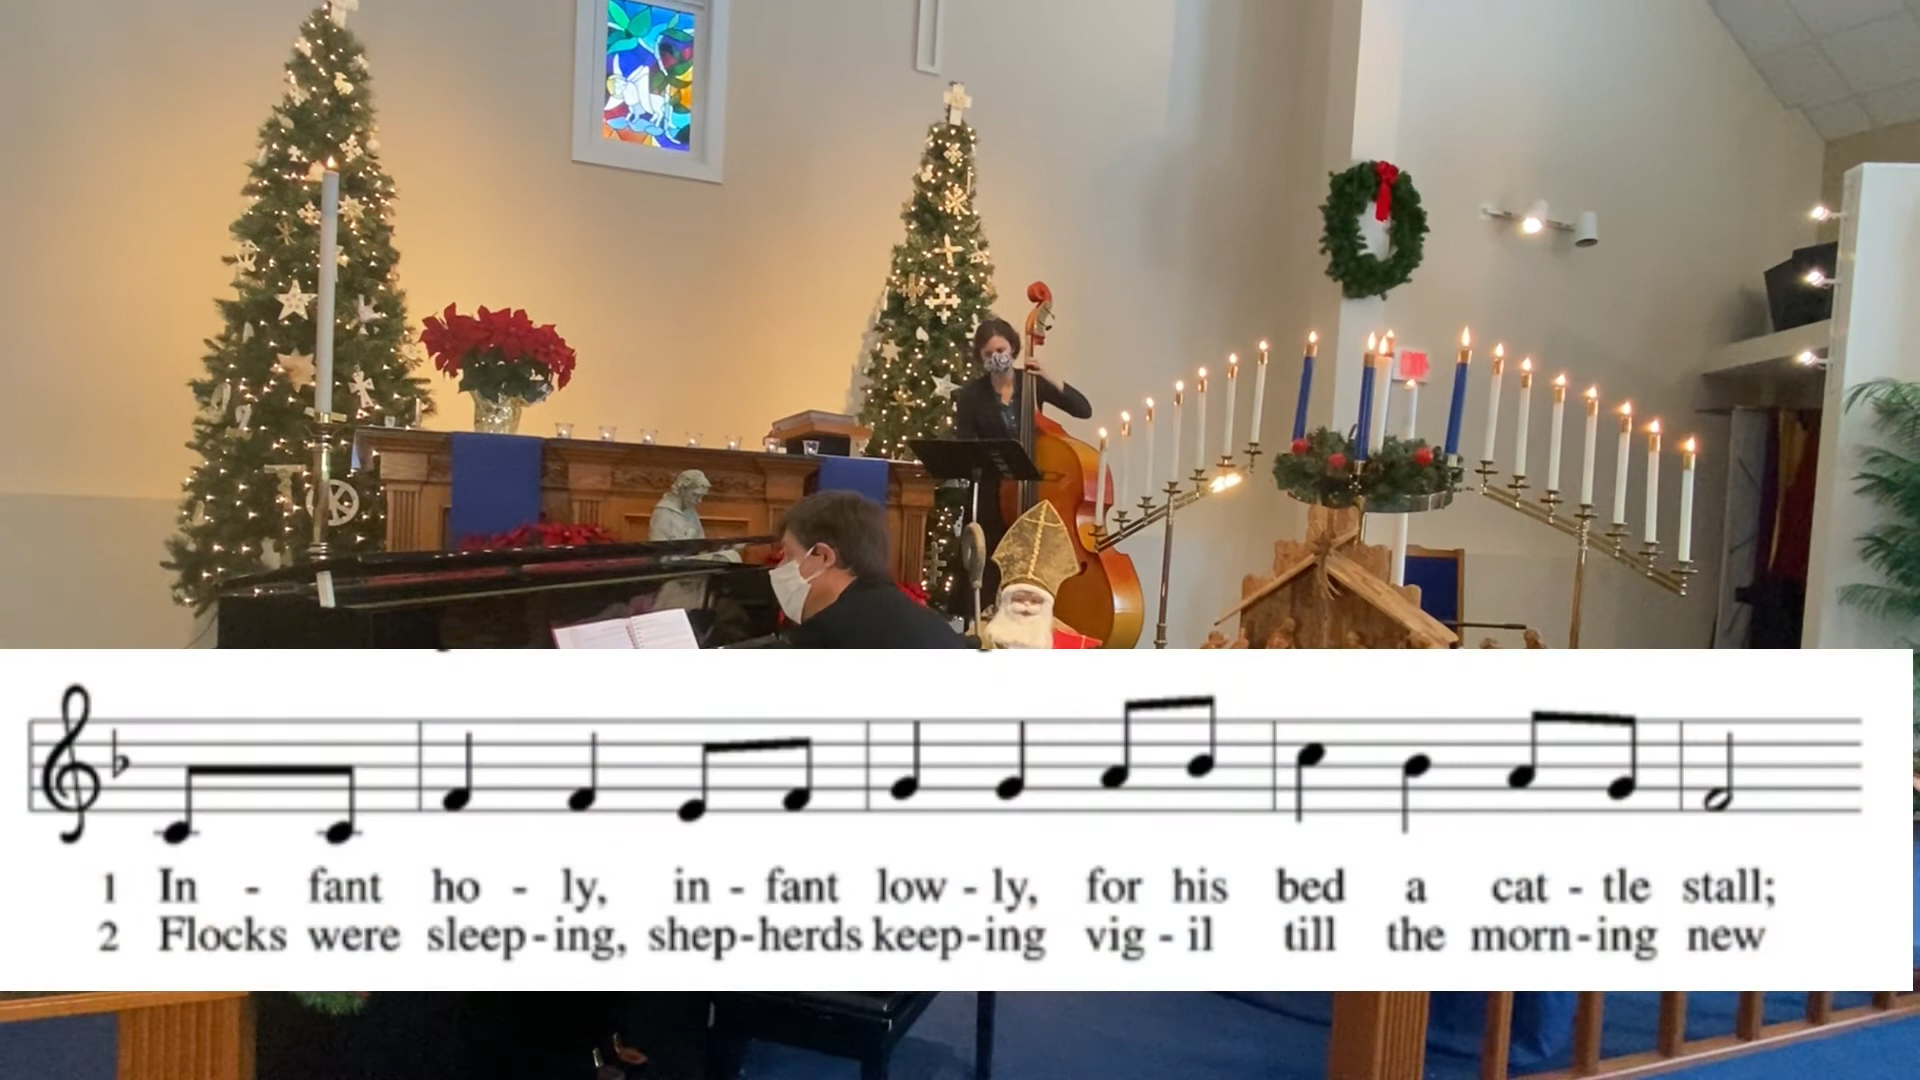 1 In - fant ho - ly, in - fant low - ly, for his bed a cat - tle stall;
2 Flocks were sleep - ing, shep - herds keep - ing vig - il till the morn - ing new